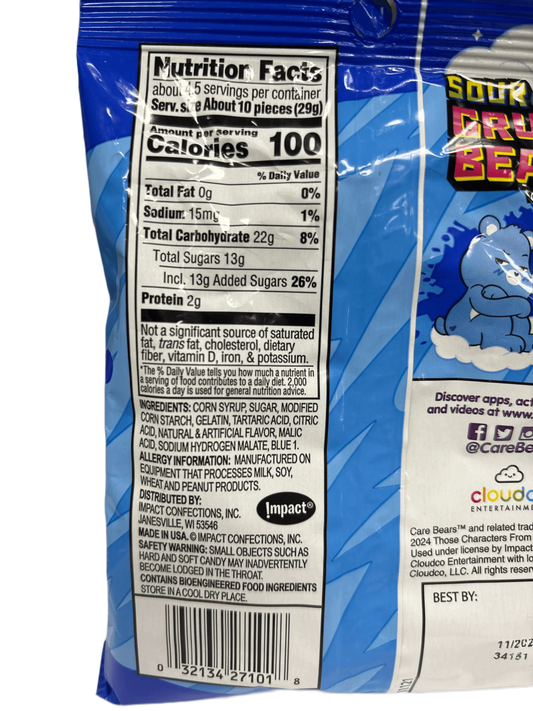 Nutrition Facts
about 4.5 servings per container
Serv. size About 10 pieces (29g)
Amount per serving
Calories 100
% Daily Value
Total Fat 0g 0%
Sodium 15mg 1%
Total Carbohydrate 22g 8%
Total Sugars 13g
Incl. 13g Added Sugars 26%
Protein 2g
Not a significant source of saturated
fat, trans fat, cholesterol, dietary
fiber, vitamin D, iron, & potassium.
*The % Daily Value tells you how much a nutrient in
a serving of food contributes to a daily diet. 2,000
calories a day is used for general nutrition advice.
INGREDIENTS: CORN SYRUP, SUGAR, MODIFIED
CORN STARCH, GELATIN, TARTARIC ACID, CITRIC
ACID, NATURAL & ARTIFICIAL FLAVOR, MALIC
ACID, SODIUM HYDROGEN MALATE, BLUE 1.
ALLERGY INFORMATION: MANUFACTURED ON
EQUIPMENT THAT PROCESSES MILK, SOY,
WHEAT AND PEANUT PRODUCTS.
DISTRIBUTED BY:
IMPACT CONFECTIONS, INC.
JANESVILLE, WI 53546
Impact®
MADE IN USA. © IMPACT CONFECTIONS, INC.
SAFETY WARNING: SMALL OBJECTS SUCH AS
HARD AND SOFT CANDY MAY INADVERTENTLY
BECOME LODGED IN THE THROAT.
CONTAINS BIOENGINEERED FOOD INGREDIENTS
STORE IN A COOL DRY PLACE.
0 32134 27101 8
SOUR
GRU
BEA
Discover apps, act
and videos at www.
@CareBe
cloudc
ENTERTAINME
Care Bears™ and related trad
2024 Those Characters From
Used under license by Impact
Cloudco Entertainment with lo
Cloudco, LLC. All rights reser
BEST BY:
11/202